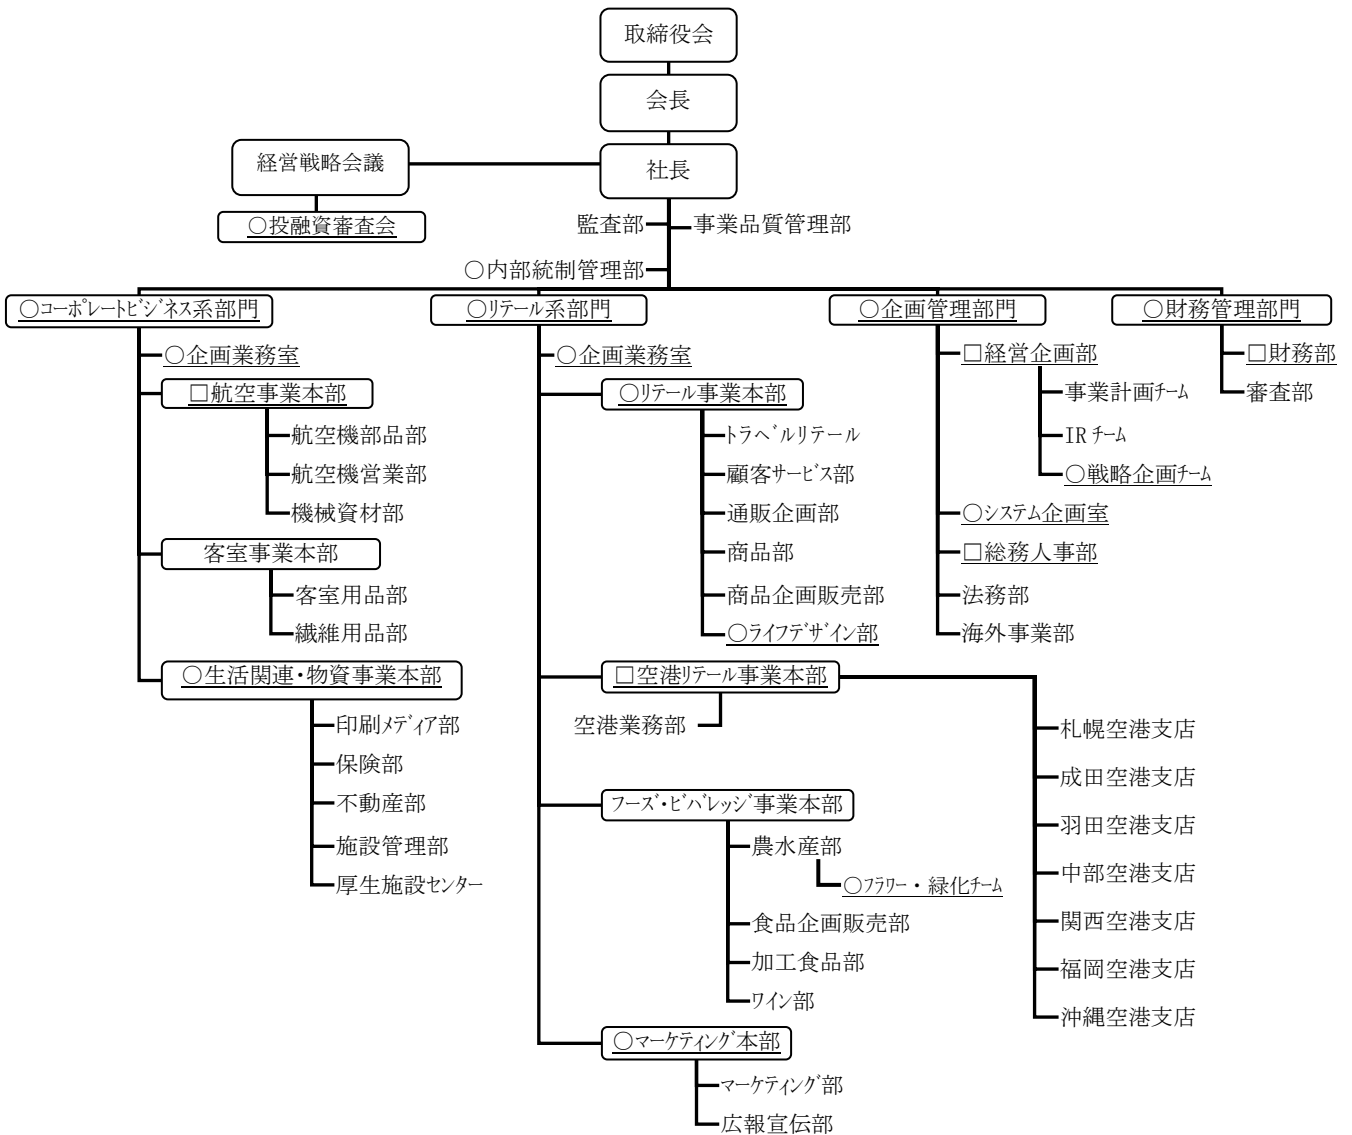 取締役会
会長
経営戦略会議
社長
○投融資審査会
監査部
事業品質管理部
○内部統制管理部
○コーポレートビジネス系部門
○企画業務室
□航空事業本部
航空機部品部
航空機営業部
機械資材部
客室事業本部
客室用品部
繊維用品部
○生活関連・物資事業本部
印刷メディア部
保険部
不動産部
施設管理部
厚生施設センター
○リテール系部門
○企画業務室
○リテール事業本部
トラベルリテール
顧客サービス部
通販企画部
商品部
商品企画販売部
○ライフデザイン部
□空港リテール事業本部
空港業務部
札幌空港支店
成田空港支店
羽田空港支店
中部空港支店
関西空港支店
福岡空港支店
沖縄空港支店
フーズ・ビバレッジ事業本部
農水産部
○フラワー・緑化チーム
食品企画販売部
加工食品部
ワイン部
○マーケティング本部
マーケティング部
広報宣伝部
○企画管理部門
□経営企画部
事業計画チーム
IRチーム
○戦略企画チーム
○システム企画室
□総務人事部
法務部
海外事業部
○財務管理部門
□財務部
審査部